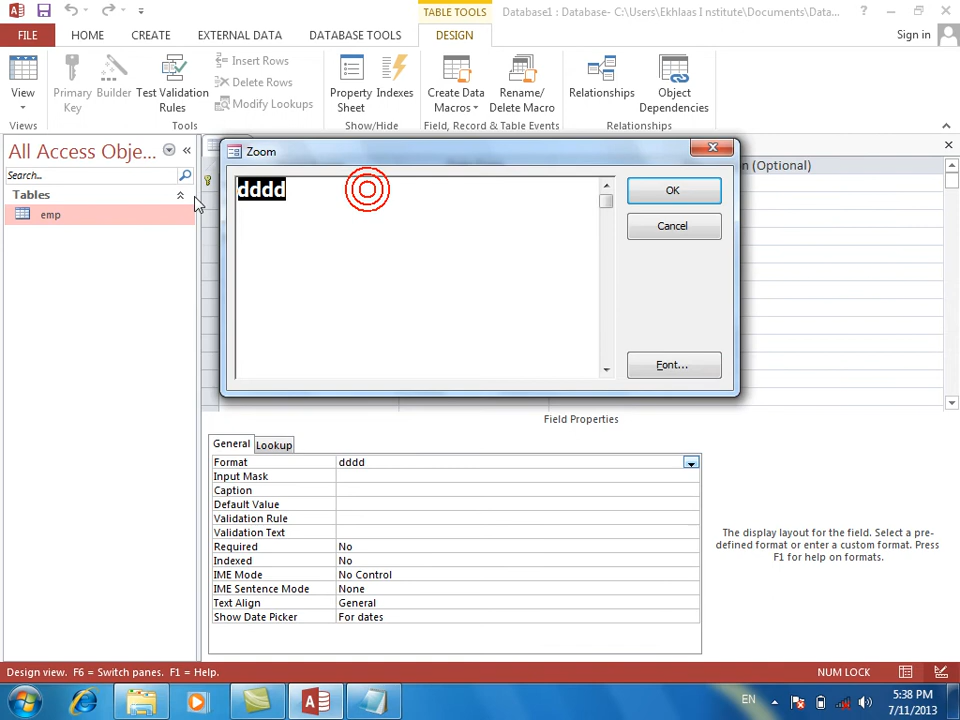 TABLE TOOLS
Database1 : Database- C:\Users\Ekhlaas I nstitute\Documents\Data...
?
FILE
HOME
CREATE
EXTERNAL DATA
DATABASE TOOLS
DESIGN
Sign in
View
Primary Key
Builder
Test Validation Rules
Insert Rows
Delete Rows
Modify Lookups
Property Sheet
Indexes
Create Data Macros
Rename/ Delete Macro
Relationships
Object Dependencies
Views
Tools
Show/Hide
Field, Record & Table Events
Relationships
All Access Obje...
Search...
Tables
emp
n (Optional)
Zoom
dddd
OK
Cancel
Font...
Field Properties
General
Lookup
Format dddd
Input Mask
Caption
Default Value
Validation Rule
Validation Text
Required No
Indexed No
IME Mode No Control
IME Sentence Mode None
Text Align General
Show Date Picker For dates
The display layout for the field. Select a pre-
defined format or enter a custom format. Press
F1 for help on formats.
Design view. F6 = Switch panes. F1 = Help.
NUM LOCK
EN
5:38 PM
7/11/2013